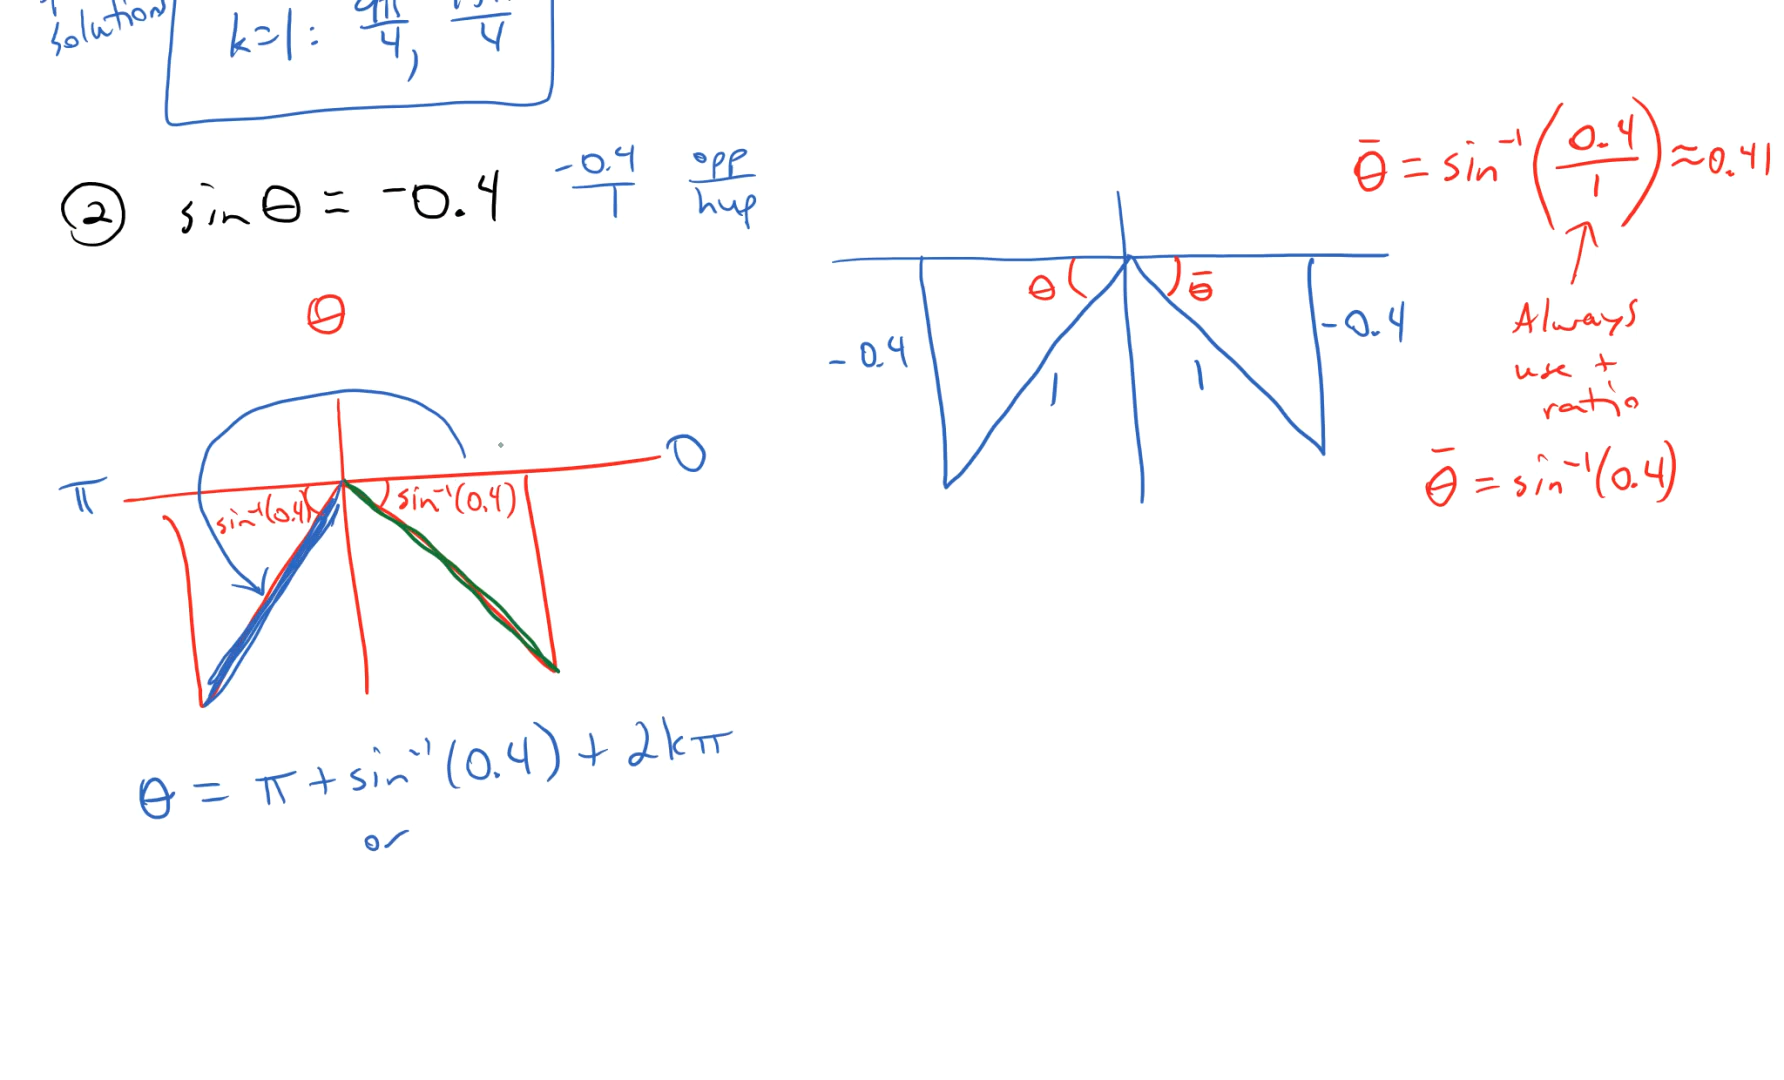 solution
k=1: 9π/4,
② sin θ = -0.4
-0.4/1 opp/hyp
θ
π
0
sin⁻¹(0.4) sin⁻¹(0.4)
θ = π + sin⁻¹(0.4) + 2kπ
or
θ̄ = sin⁻¹(0.4/1) ≈ 0.41
θ θ̄
-0.4 -0.4
1 1
Always
use +
ratio
θ̄ = sin⁻¹(0.4)